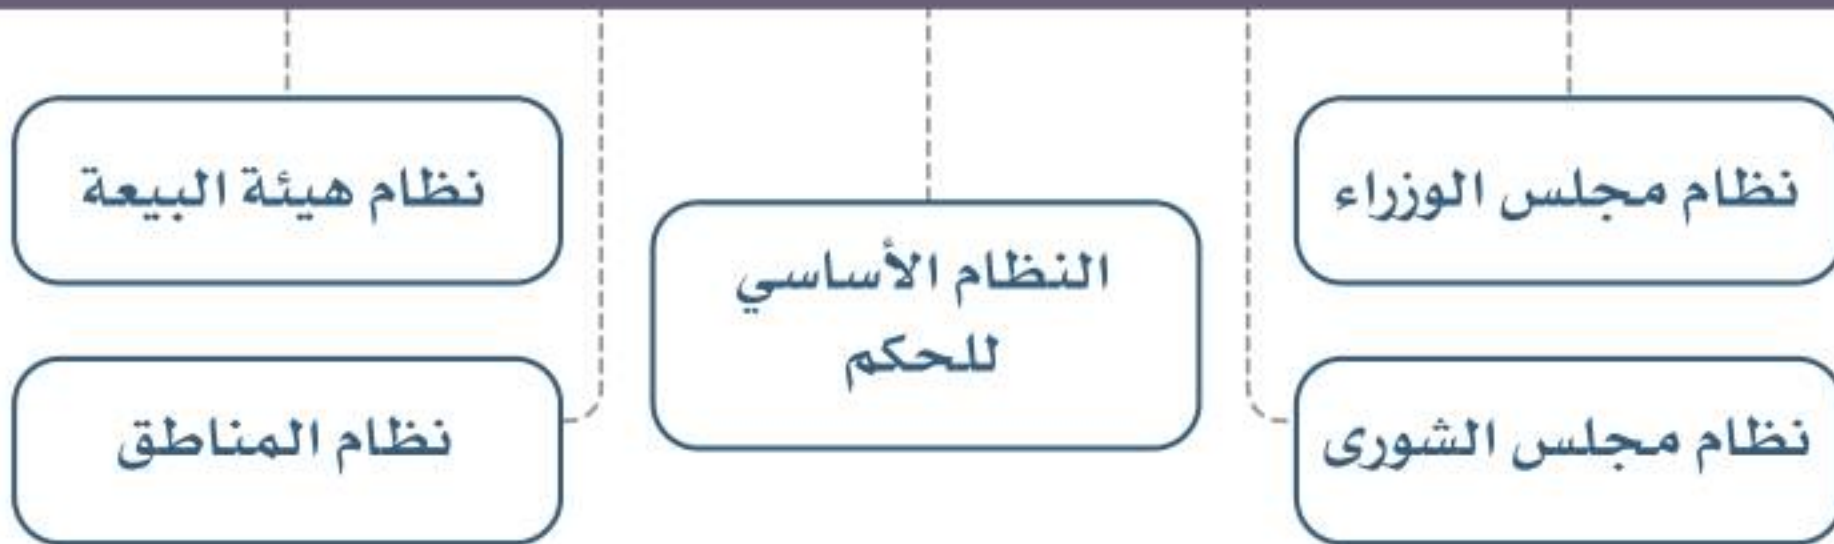 نظام مجلس الوزراء
نظام هيئة البيعة
النظام الأساسي
للحكم
نظام مجلس الشورى
نظام المناطق